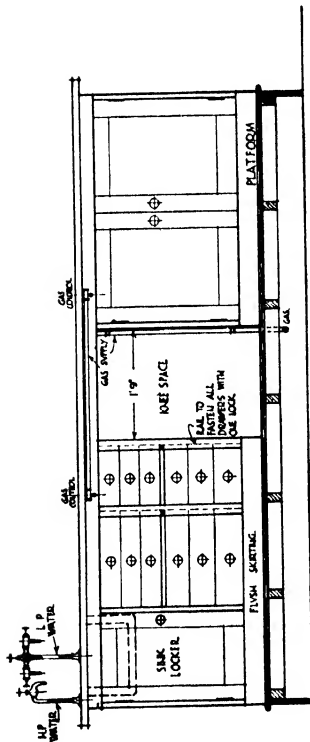 H.P.
WATER
L.P.
WATER
SINK
LOCKER
GAS
CONTROL
FLUSH SKIRTING
RAIL TO
FASTEN ALL
DRAWERS WITH
ONE LOCK
1'9"
KNEE SPACE
GAS SUPPLY
GAS
CONTROL
GAS
PLATFORM